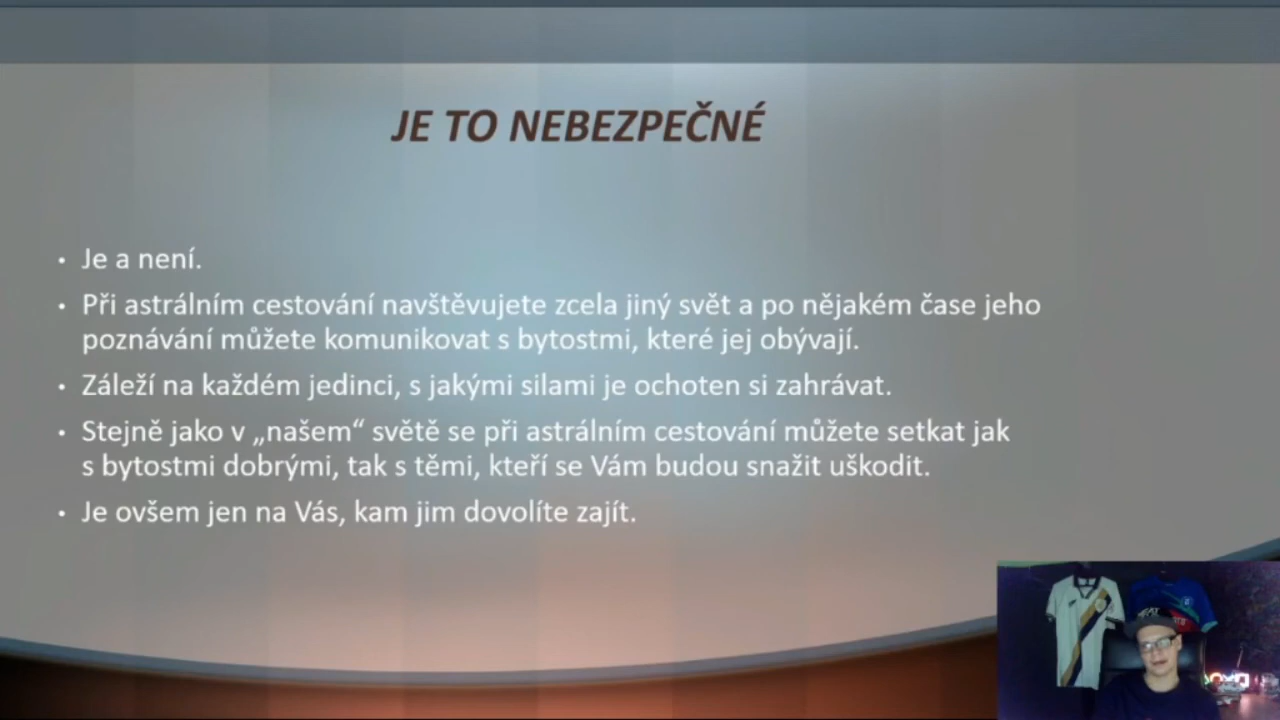 JE TO NEBEZPEČNÉ
• Je a není.
• Při astrálním cestování navštěvujete zcela jiný svět a po nějakém čase jeho
poznávání můžete komunikovat s bytostmi, které jej obývají.
• Záleží na každém jedinci, s jakými silami je ochoten si zahrávat.
• Stejně jako v „našem“ světě se při astrálním cestování můžete setkat jak
s bytostmi dobrými, tak s těmi, kteří se Vám budou snažit uškodit.
• Je ovšem jen na Vás, kam jim dovolíte zajít.